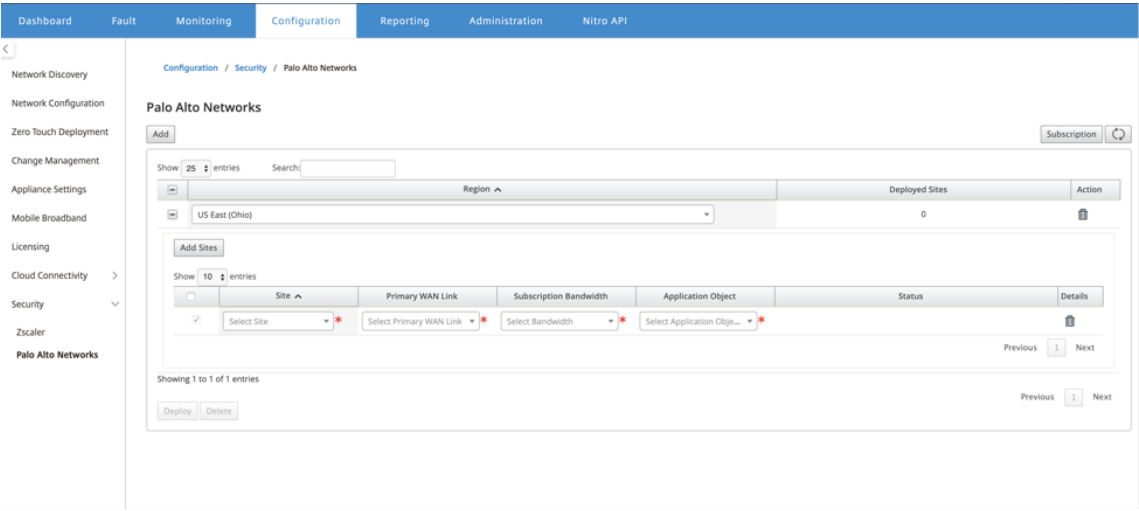 Dashboard Fault Monitoring Configuration Reporting Administration Nitro API
Network Discovery
Network Configuration
Zero Touch Deployment
Change Management
Appliance Settings
Mobile Broadband
Licensing
Cloud Connectivity
Security
Zscaler
Palo Alto Networks
Configuration / Security / Palo Alto Networks
Palo Alto Networks
Add Subscription
Show 25 entries Search:
Region Deployed Sites Action
US East (Ohio) 0
Add Sites
Show 10 entries
Site Primary WAN Link Subscription Bandwidth Application Object Status Details
Select Site * Select Primary WAN Link * Select Bandwidth * Select Application Obje... *
Previous 1 Next
Showing 1 to 1 of 1 entries
Previous 1 Next
Deploy Delete